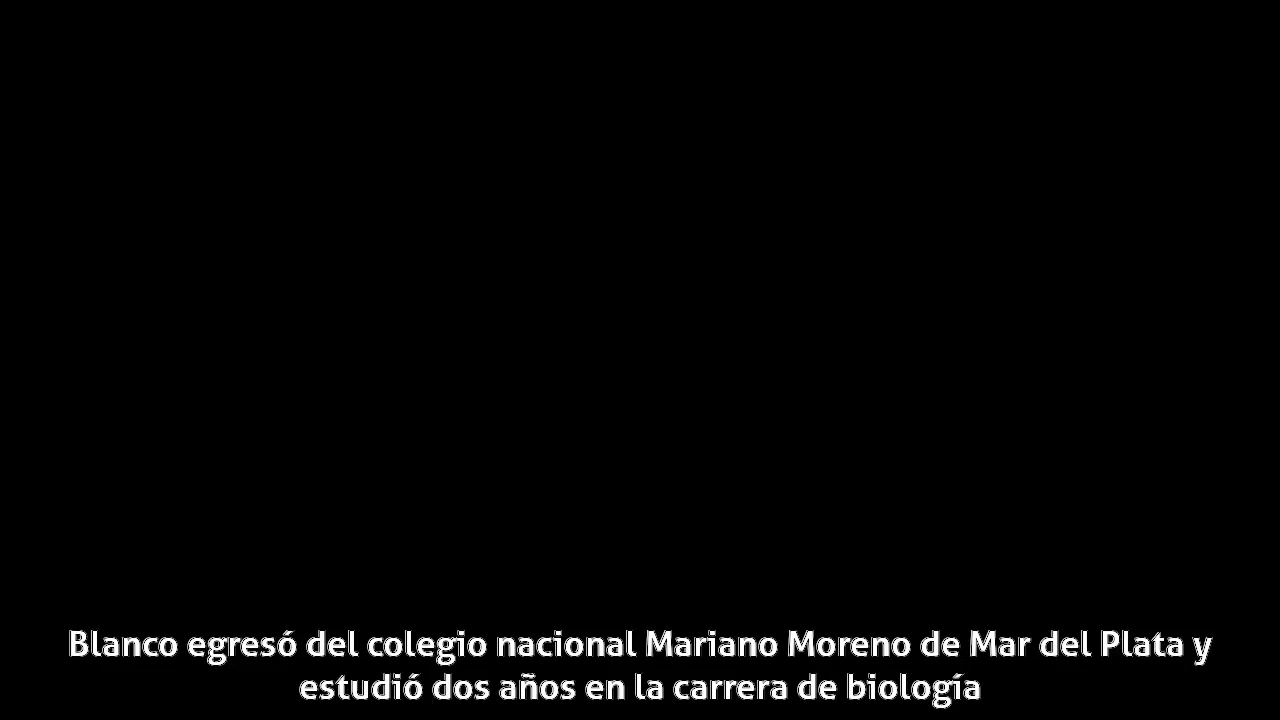 Blanco egresó del colegio nacional Mariano Moreno de Mar del Plata y
estudió dos años en la carrera de biología